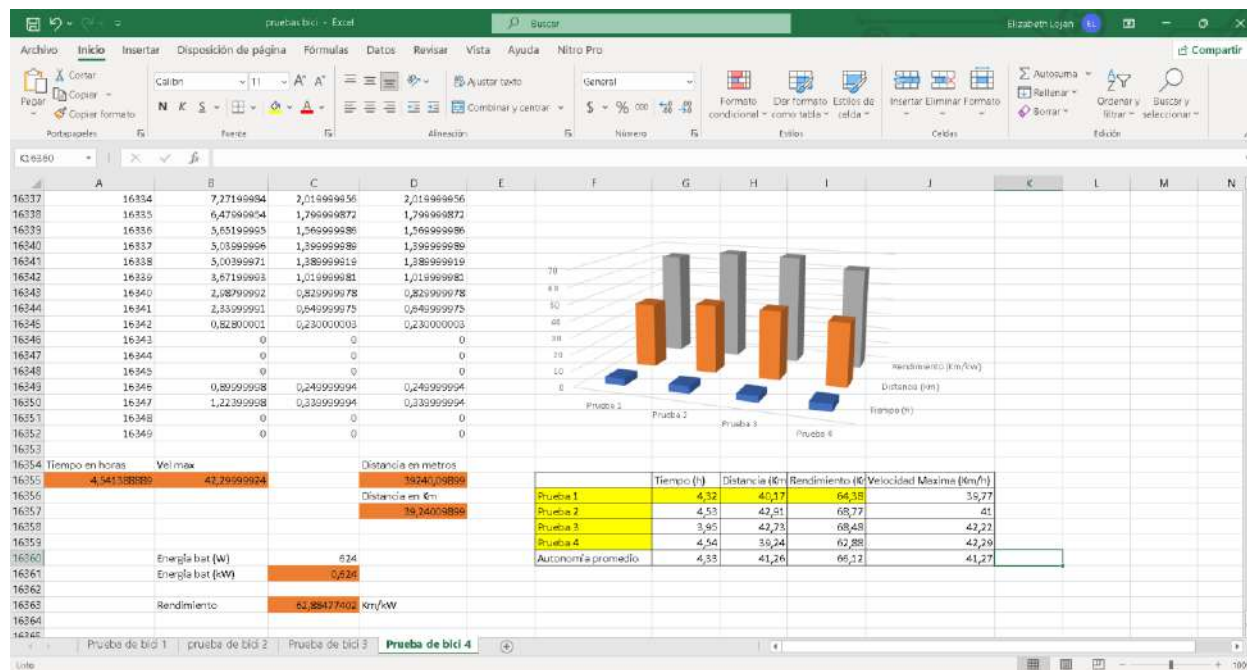 pruebas bici - Excel
Buscar
Elizabeth Lojan
EL
Archivo Inicio Insertar Disposición de página Fórmulas Datos Revisar Vista Ayuda Nitro Pro
Compartir
Pegar
Cortar
Copiar
Copiar formato
Portapapeles
Calibri 11
N K S
Fuente
Ajustar texto
Combinar y centrar
Alineación
General
$ % 000
Número
Formato condicional
Dar formato como tabla
Estilos de celda
Estilos
Insertar Eliminar Formato
Celdas
Autosuma
Rellenar
Borrar
Ordenar y filtrar
Buscar y seleccionar
Edición
K16360
A B C D E F G H I J K L M N
16337 16334 7,27199984 2,019999956 2,019999956
16338 16335 6,47999954 1,799999872 1,799999872
16339 16336 5,65199995 1,569999986 1,569999986
16340 16337 5,03999996 1,399999989 1,399999989
16341 16338 5,00399971 1,389999919 1,389999919
16342 16339 3,67199993 1,019999981 1,019999981
16343 16340 2,98799992 0,829999978 0,829999978
16344 16341 2,33999991 0,649999975 0,649999975
16345 16342 0,82800001 0,230000003 0,230000003
16346 16343 0 0 0
16347 16344 0 0 0
16348 16345 0 0 0
16349 16346 0,89999998 0,249999994 0,249999994
16350 16347 1,22399998 0,339999994 0,339999994
16351 16348 0 0 0
16352 16349 0 0 0
70
60
50
40
30
20
10
0
Prueba 1
Prueba 2
Prueba 3
Prueba 4
Rendimiento (Km/kw)
Distancia (Km)
Tiempo (h)
16353
16354 Tiempo en horas Vel max Distancia en metros
16355 4,541388889 42,29999924 39240,09899 Tiempo (h) Distancia (Km Rendimiento (K Velocidad Maxima (Km/h)
16356 Distancia en Km Prueba 1 4,32 40,17 64,38 39,77
16357 39,24009899 Prueba 2 4,53 42,91 68,77 41
16358 Prueba 3 3,95 42,73 68,48 42,22
16359 Prueba 4 4,54 39,24 62,88 42,29
16360 Energía bat (W) 624 Autonomía promedio 4,33 41,26 66,12 41,27
16361 Energía bat (kW) 0,624
16362
16363 Rendimiento 62,88477402 Km/kW
16364
16365
Prueba de bici 1 prueba de bici 2 Prueba de bici 3 Prueba de bici 4
Listo